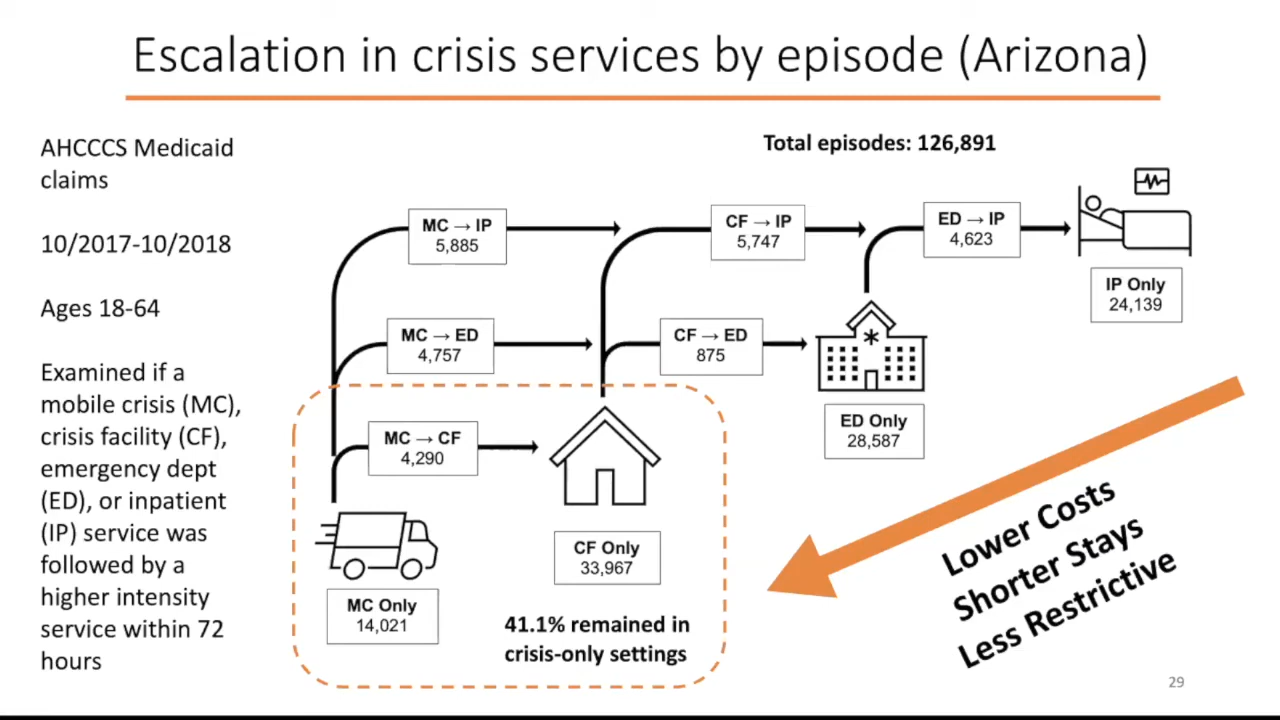 Escalation in crisis services by episode (Arizona)
AHCCCS Medicaid
claims
10/2017-10/2018
Ages 18-64
Examined if a
mobile crisis (MC),
crisis facility (CF),
emergency dept
(ED), or inpatient
(IP) service was
followed by a
higher intensity
service within 72
hours
Total episodes: 126,891
MC → IP
5,885
CF → IP
5,747
ED → IP
4,623
IP Only
24,139
MC → ED
4,757
CF → ED
875
ED Only
28,587
MC → CF
4,290
CF Only
33,967
MC Only
14,021
41.1% remained in
crisis-only settings
Lower Costs
Shorter Stays
Less Restrictive
29